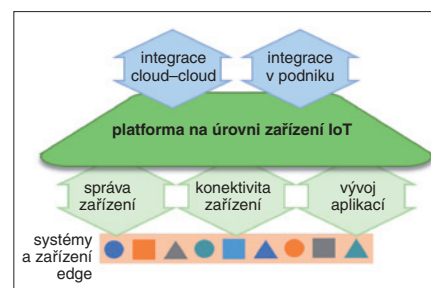 integrace
cloud–cloud
integrace
v podniku
platforma na úrovni zařízení IoT
správa
zařízení
konektivita
zařízení
vývoj
aplikací
systémy
a zařízení
edge